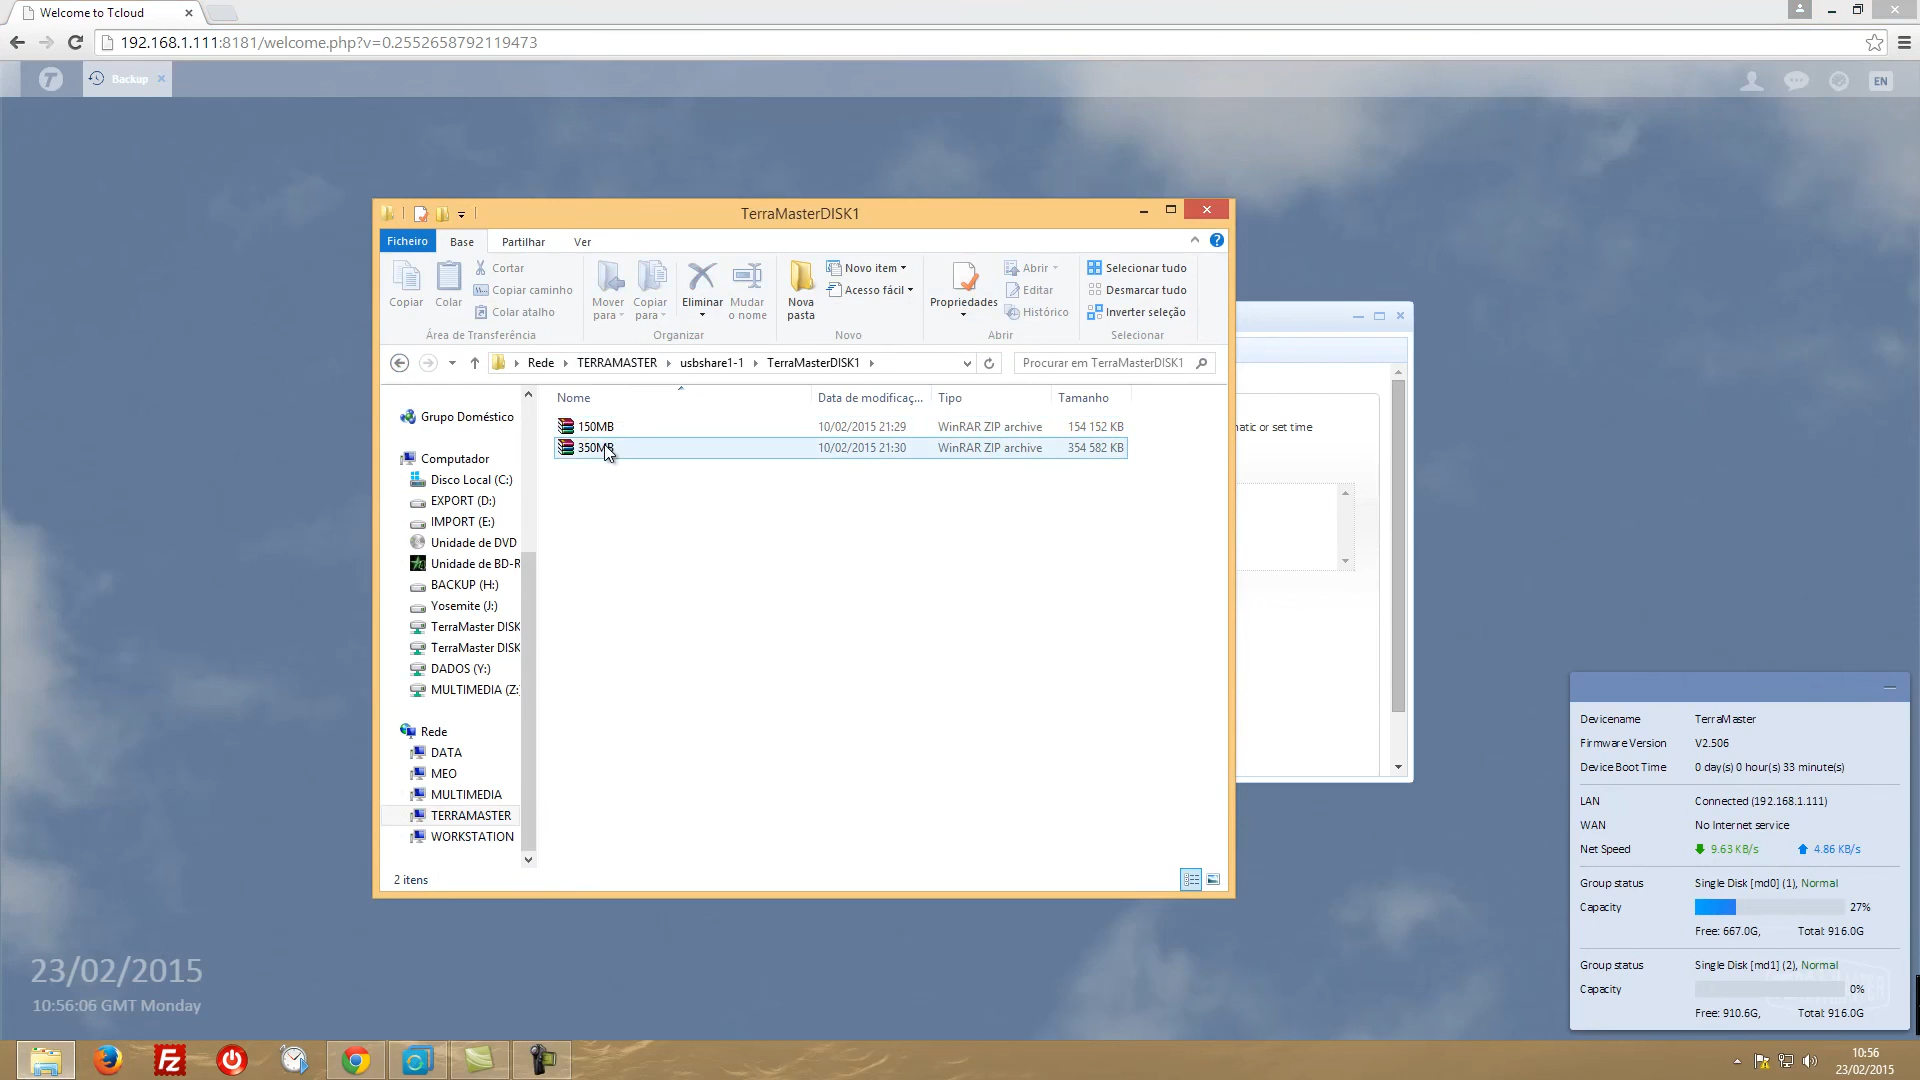 Welcome to Tcloud
192.168.1.111:8181/welcome.php?v=0.2552658792119473
Backup
EN
TerraMasterDISK1
Ficheiro Base Partilhar Ver
Copiar
Colar
Cortar
Copiar caminho
Colar atalho
Área de Transferência
Mover para
Copiar para
Eliminar
Mudar o nome
Organizar
Nova pasta
Novo item
Acesso fácil
Novo
Propriedades
Abrir
Editar
Histórico
Abrir
Selecionar tudo
Desmarcar tudo
Inverter seleção
Selecionar
Rede TERRAMASTER usbshare1-1 TerraMasterDISK1
Procurar em TerraMasterDISK1
Nome Data de modificaç... Tipo Tamanho
150MB 10/02/2015 21:29 WinRAR ZIP archive 154 152 KB
350MB 10/02/2015 21:30 WinRAR ZIP archive 354 582 KB
Grupo Doméstico
Computador
Disco Local (C:)
EXPORT (D:)
IMPORT (E:)
Unidade de DVD
Unidade de BD-R
BACKUP (H:)
Yosemite (J:)
TerraMaster DISK
TerraMaster DISK
DADOS (Y:)
MULTIMEDIA (Z:
Rede
DATA
MEO
MULTIMEDIA
TERRAMASTER
WORKSTATION
2 itens
natic or set time
Devicename TerraMaster
Firmware Version V2.506
Device Boot Time 0 day(s) 0 hour(s) 33 minute(s)
LAN Connected (192.168.1.111)
WAN No Internet service
Net Speed 9.63 KB/s 4.86 KB/s
Group status Single Disk [md0] (1), Normal
Capacity 27%
Free: 667.0G, Total: 916.0G
Group status Single Disk [md1] (2), Normal
Capacity 0%
Free: 910.6G, Total: 916.0G
23/02/2015
10:56:06 GMT Monday
10:56
23/02/2015